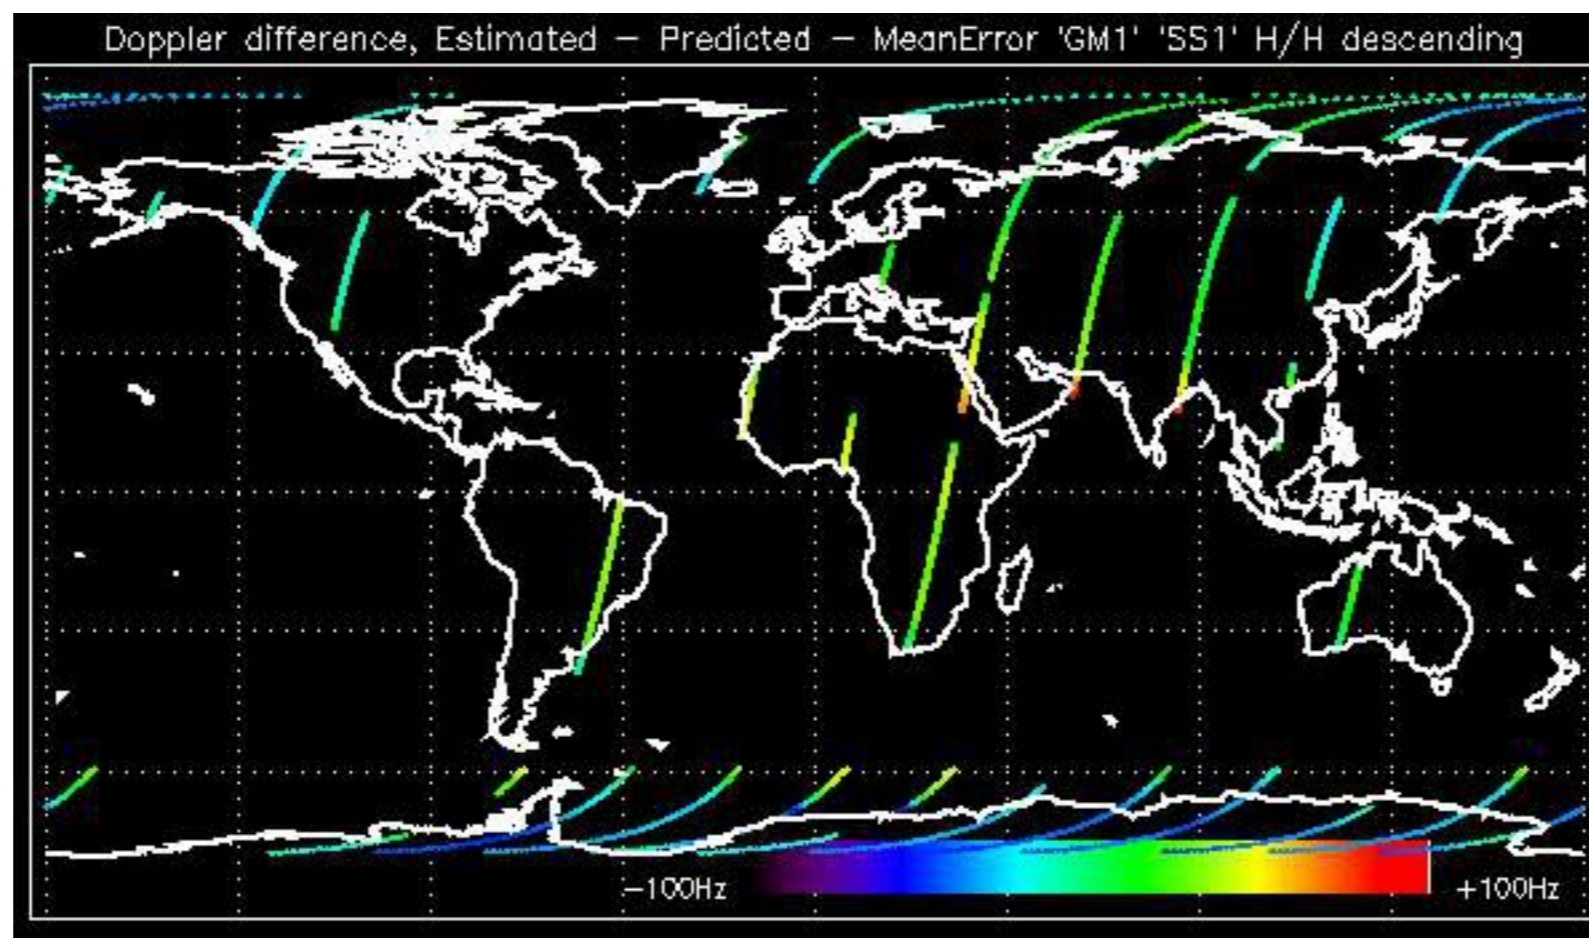 Doppler difference, Estimated – Predicted – MeanError 'GM1' 'SS1' H/H descending
–100Hz
+100Hz